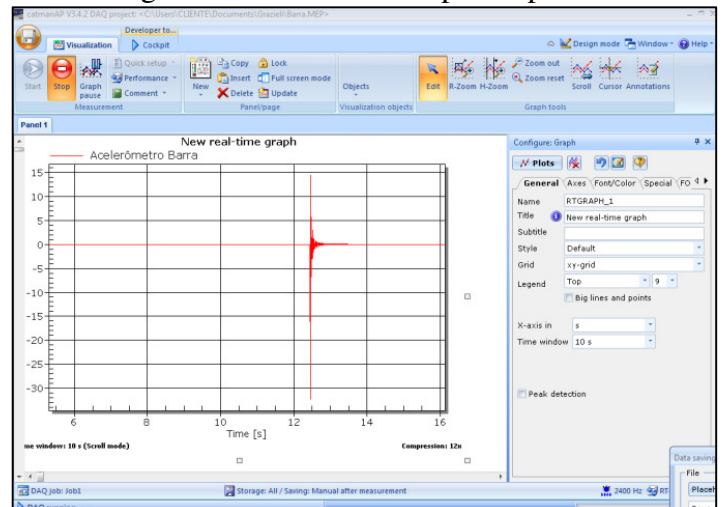 catmanAP V3.4.2 DAQ project: <C:\Users\CLIENTE\Documents\Grazieli\Barra.MEP>
Developer to...
Visualization
Cockpit
Design mode
Window
Help
Start
Stop
Graph pause
Quick setup
Performance
Comment
Measurement
New
Copy
Lock
Insert
Full screen mode
Delete
Update
Panel/page
Objects
Visualization objects
Edit
R-Zoom
H-Zoom
Zoom out
Zoom reset
Scroll
Cursor
Annotations
Graph tools
Panel 1
New real-time graph
Acelerômetro Barra
15
10
5
0
-5
-10
-15
-20
-25
-30
6 8 10 12 14 16
Time [s]
me window: 10 s (Scroll mode)
Compression: 12x
Configure: Graph
Plots
General
Axes
Font/Color
Special
FO
Name RTGRAPH_1
Title New real-time graph
Subtitle
Style Default
Grid xy-grid
Legend Top 9
Big lines and points
X-axis in s
Time window 10 s
Peak detection
Data saving
File
DAQ job: Job1
Storage: All / Saving: Manual after measurement
2400 Hz
RT
Placeh
DAQ running